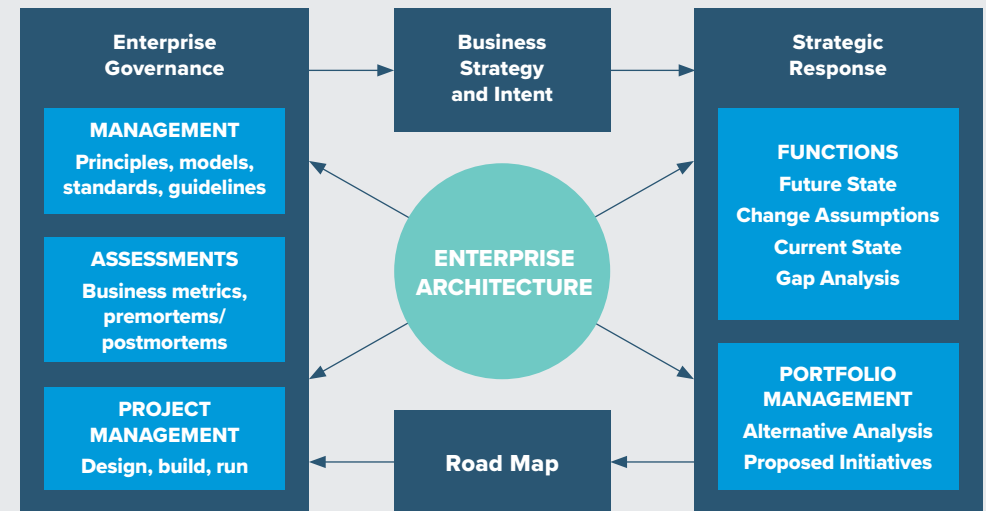 Enterprise
Governance
MANAGEMENT
Principles, models,
standards, guidelines
ASSESSMENTS
Business metrics,
premortems/
postmortems
PROJECT
MANAGEMENT
Design, build, run
Business
Strategy
and Intent
ENTERPRISE
ARCHITECTURE
Road Map
Strategic
Response
FUNCTIONS
Future State
Change Assumptions
Current State
Gap Analysis
PORTFOLIO
MANAGEMENT
Alternative Analysis
Proposed Initiatives